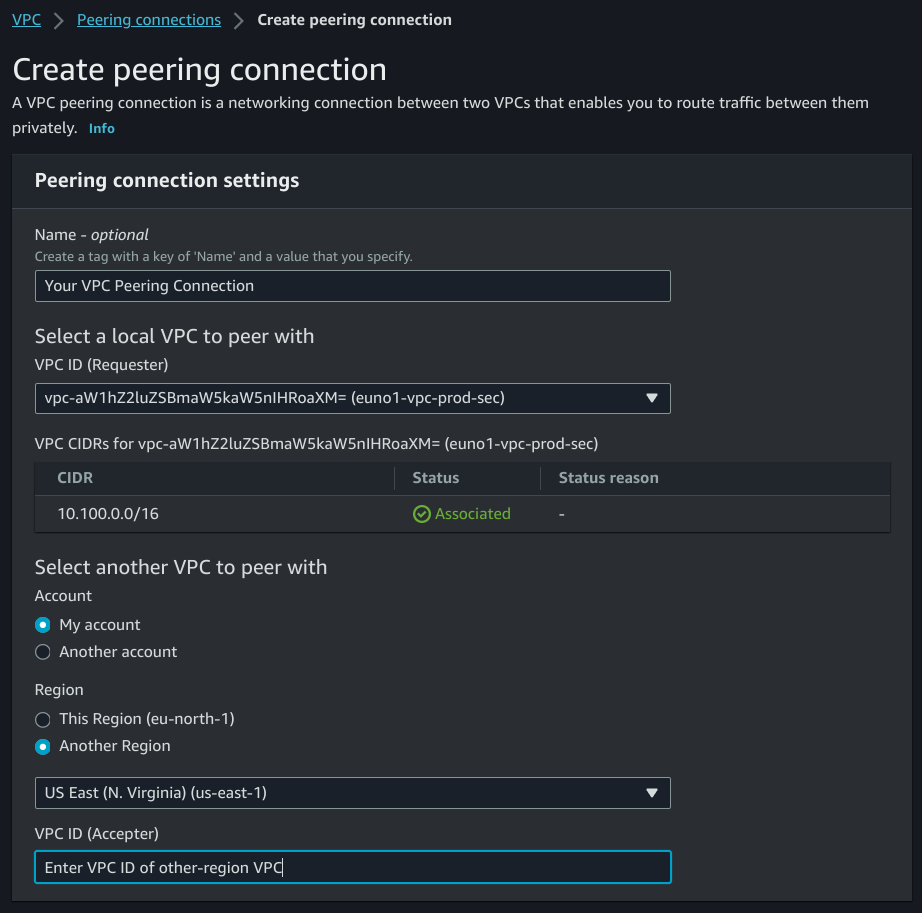 VPC > Peering connections > Create peering connection
Create peering connection
A VPC peering connection is a networking connection between two VPCs that enables you to route traffic between them
privately. Info
Peering connection settings
Name - optional
Create a tag with a key of 'Name' and a value that you specify.
Your VPC Peering Connection
Select a local VPC to peer with
VPC ID (Requester)
vpc-aW1hZ2luZSBmaW5kaW5nIHRoaXM= (euno1-vpc-prod-sec)
VPC CIDRs for vpc-aW1hZ2luZSBmaW5kaW5nIHRoaXM= (euno1-vpc-prod-sec)
CIDR Status Status reason
10.100.0.0/16 Associated -
Select another VPC to peer with
Account
My account
Another account
Region
This Region (eu-north-1)
Another Region
US East (N. Virginia) (us-east-1)
VPC ID (Accepter)
Enter VPC ID of other-region VPC